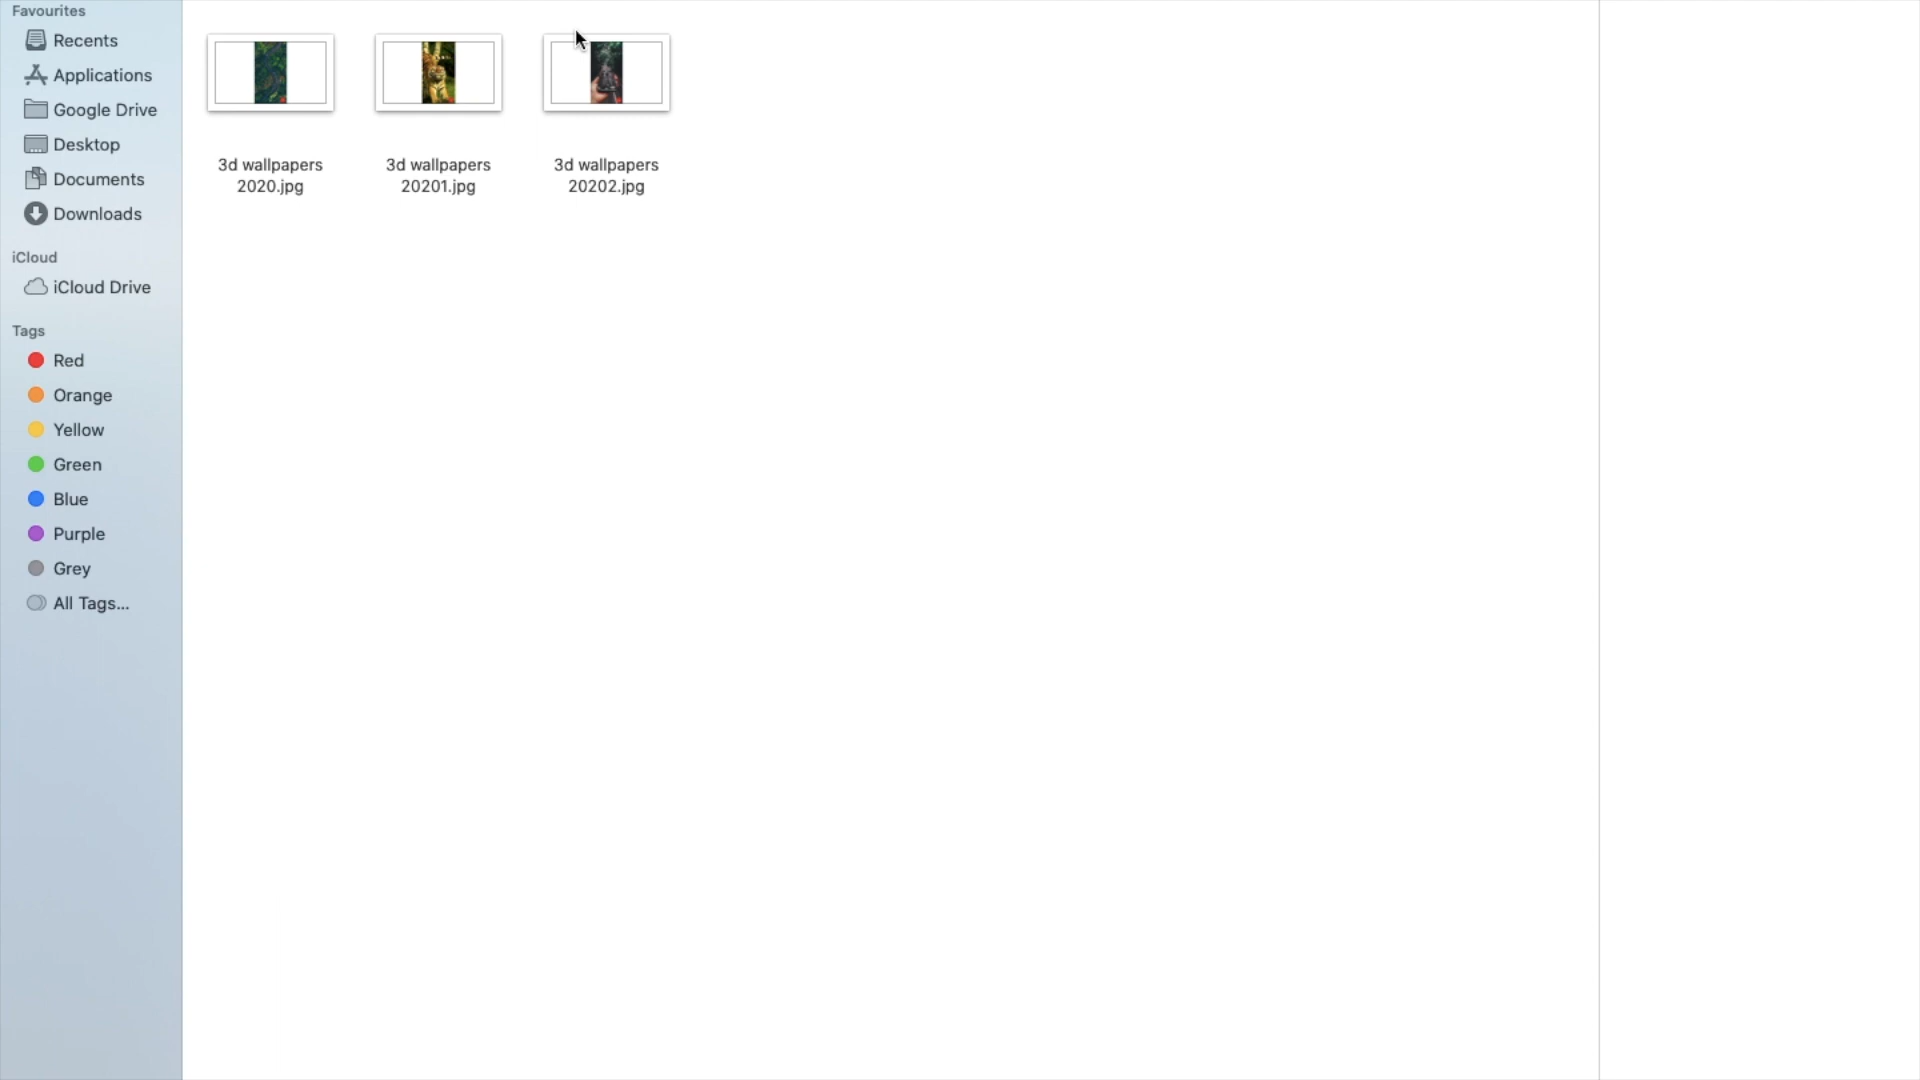 Favourites
Recents
Applications
Google Drive
Desktop
Documents
Downloads
iCloud
iCloud Drive
Tags
Red
Orange
Yellow
Green
Blue
Purple
Grey
All Tags...
3d wallpapers
2020.jpg
3d wallpapers
20201.jpg
3d wallpapers
20202.jpg